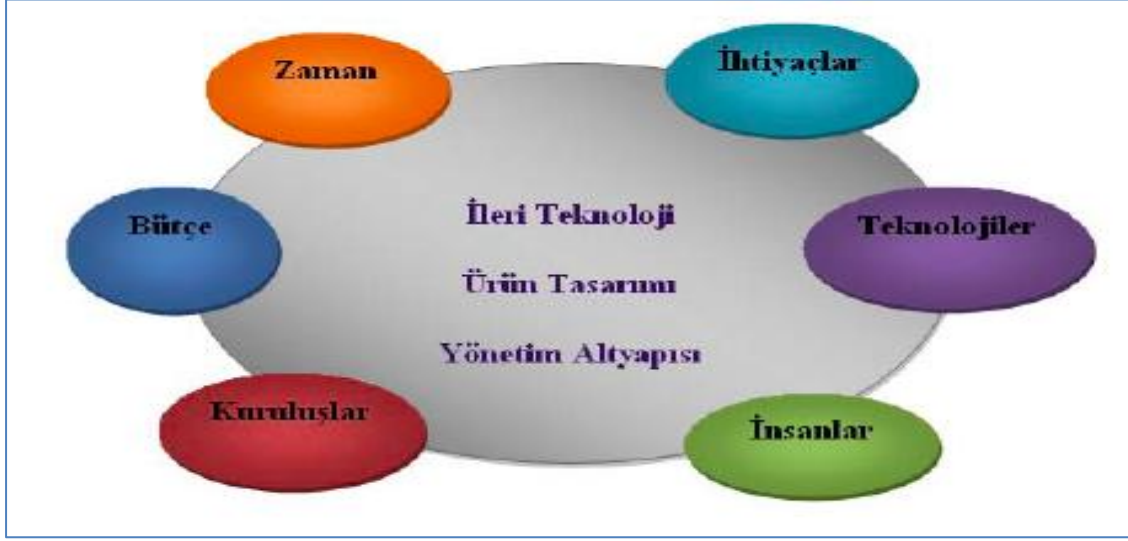 Zaman
İhtiyaçlar
Bütçe
İleri Teknoloji
Teknolojiler
Ürün Tasarımı
Yönetim Altyapısı
Kuruluşlar
İnsanlar